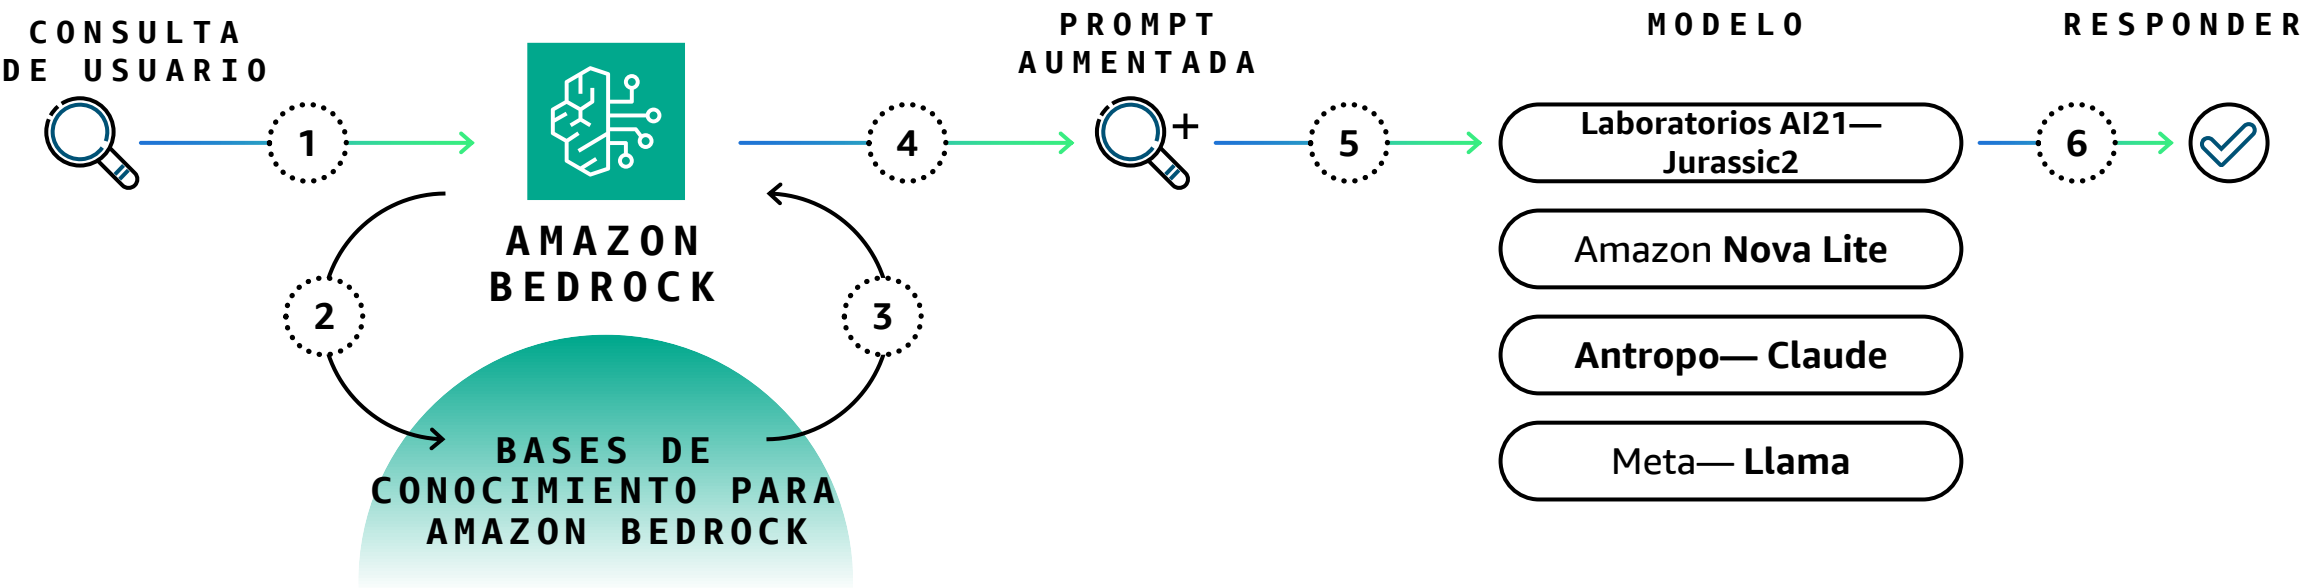 CONSULTA
DE USUARIO
1
AMAZON
BEDROCK
2
3
BASES DE
CONOCIMIENTO PARA
AMAZON BEDROCK
4
PROMPT
AUMENTADA
+
5
MODELO
Laboratorios AI21—
Jurassic2
Amazon Nova Lite
Antropo— Claude
Meta— Llama
6
RESPONDER